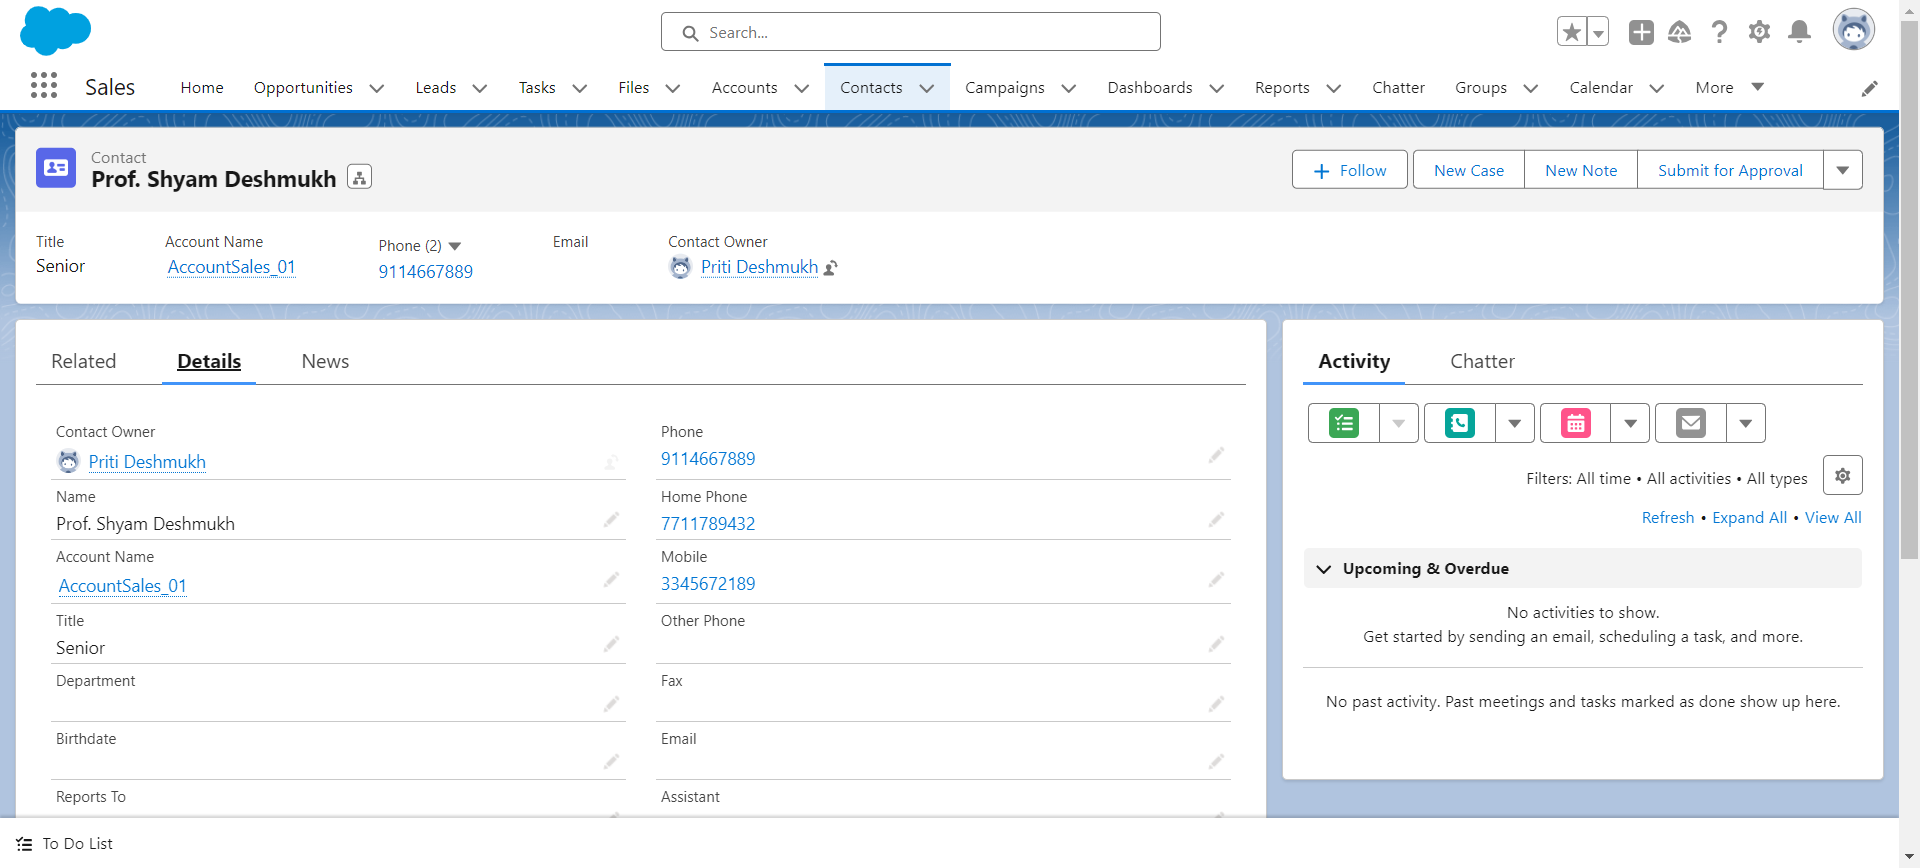 Search...
Sales
Home
Opportunities
Leads
Tasks
Files
Accounts
Contacts
Campaigns
Dashboards
Reports
Chatter
Groups
Calendar
More
Contact
Prof. Shyam Deshmukh
Follow
New Case
New Note
Submit for Approval
Title
Senior
Account Name
AccountSales_01
Phone (2)
9114667889
Email
Contact Owner
Priti Deshmukh
Related
Details
News
Contact Owner
Priti Deshmukh
Name
Prof. Shyam Deshmukh
Account Name
AccountSales_01
Title
Senior
Department
Birthdate
Reports To
Phone
9114667889
Home Phone
7711789432
Mobile
3345672189
Other Phone
Fax
Email
Assistant
Activity
Chatter
Filters: All time • All activities • All types
Refresh • Expand All • View All
Upcoming & Overdue
No activities to show.
Get started by sending an email, scheduling a task, and more.
No past activity. Past meetings and tasks marked as done show up here.
To Do List